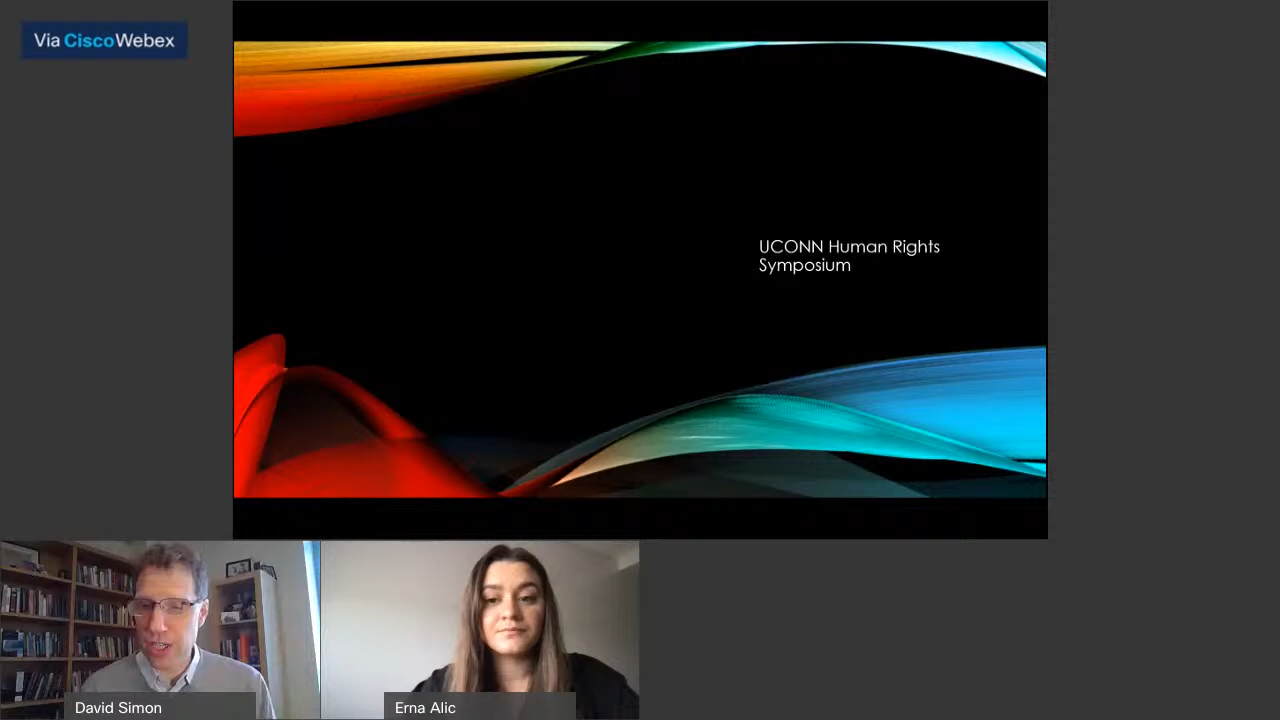 Via CiscoWebex
UCONN Human Rights
Symposium
David Simon
Erna Alic